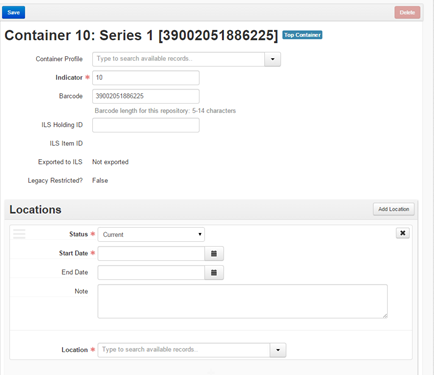 Save
Delete
Container 10: Series 1 [39002051886225] Top Container
Container Profile Type to search available records..
Indicator * 10
Barcode 39002051886225
Barcode length for this repository: 5-14 characters
ILS Holding ID
ILS Item ID
Exported to ILS Not exported
Legacy Restricted? False
Locations Add Location
Status * Current
Start Date *
End Date
Note
Location * Type to search available records..